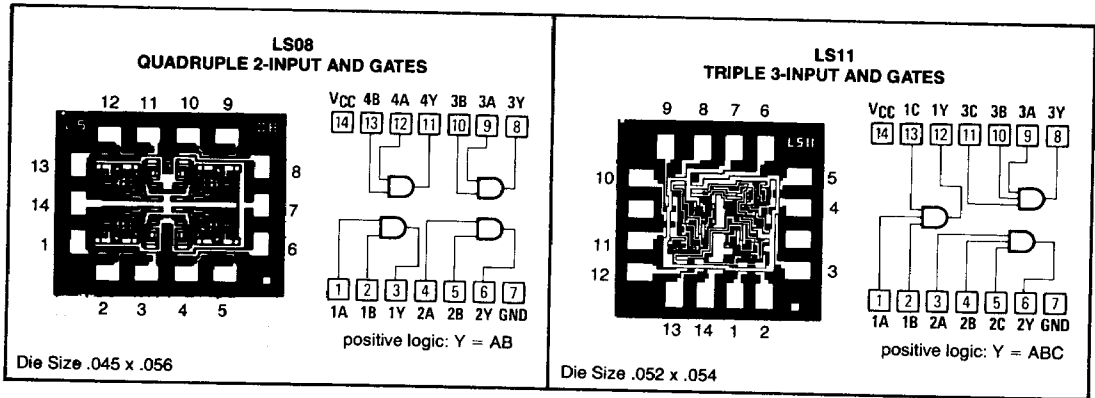 LS08
QUADRUPLE 2-INPUT AND GATES
12 11 10 9
LS 08
13
14
1
8
7
6
2 3 4 5
VCC 4B 4A 4Y 3B 3A 3Y
14 13 12 11 10 9 8
1 2 3 4 5 6 7
1A 1B 1Y 2A 2B 2Y GND
positive logic: Y = AB
Die Size .045 x .056
LS11
TRIPLE 3-INPUT AND GATES
9 8 7 6
LS11
10
11
12
5
4
3
13 14 1 2
VCC 1C 1Y 3C 3B 3A 3Y
14 13 12 11 10 9 8
1 2 3 4 5 6 7
1A 1B 2A 2B 2C 2Y GND
positive logic: Y = ABC
Die Size .052 x .054